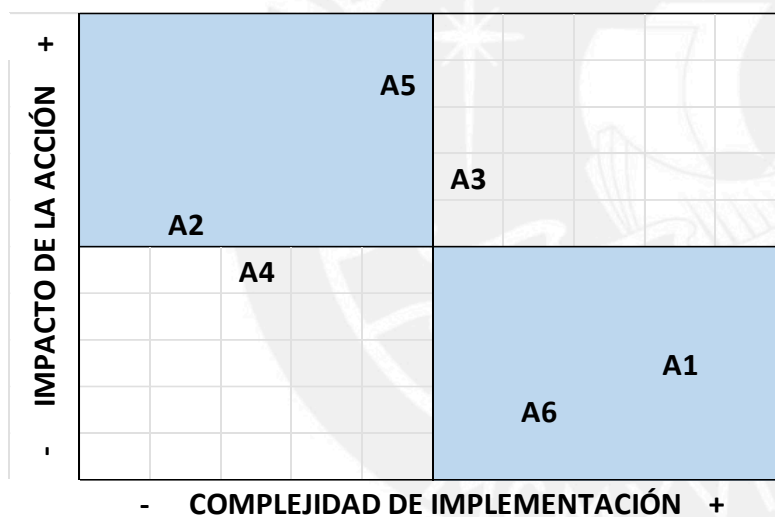 - IMPACTO DE LA ACCIÓN +
A5
A3
A2
A4
A1
A6
- COMPLEJIDAD DE IMPLEMENTACIÓN +